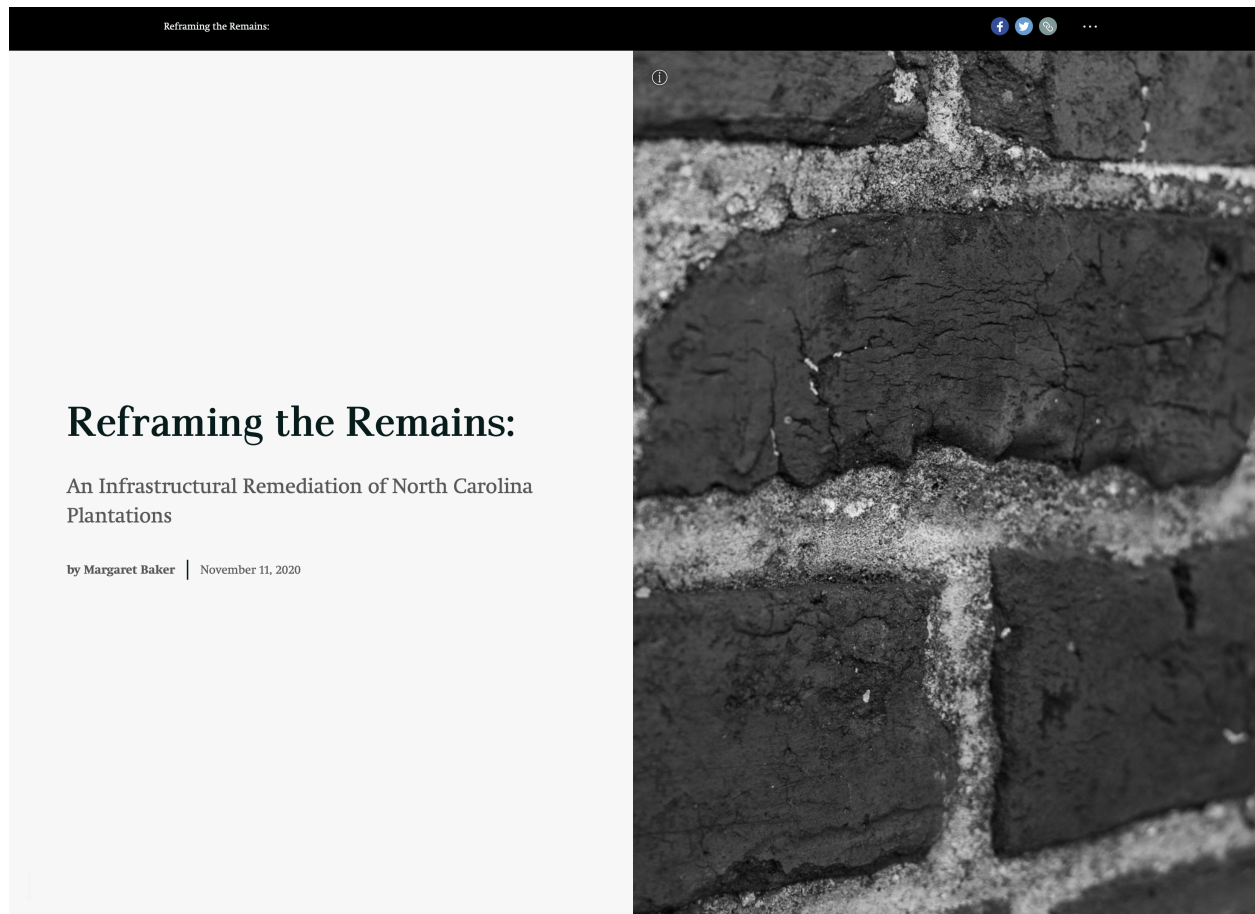 Reframing the Remains:
Reframing the Remains:
An Infrastructural Remediation of North Carolina
Plantations
by Margaret Baker | November 11, 2020